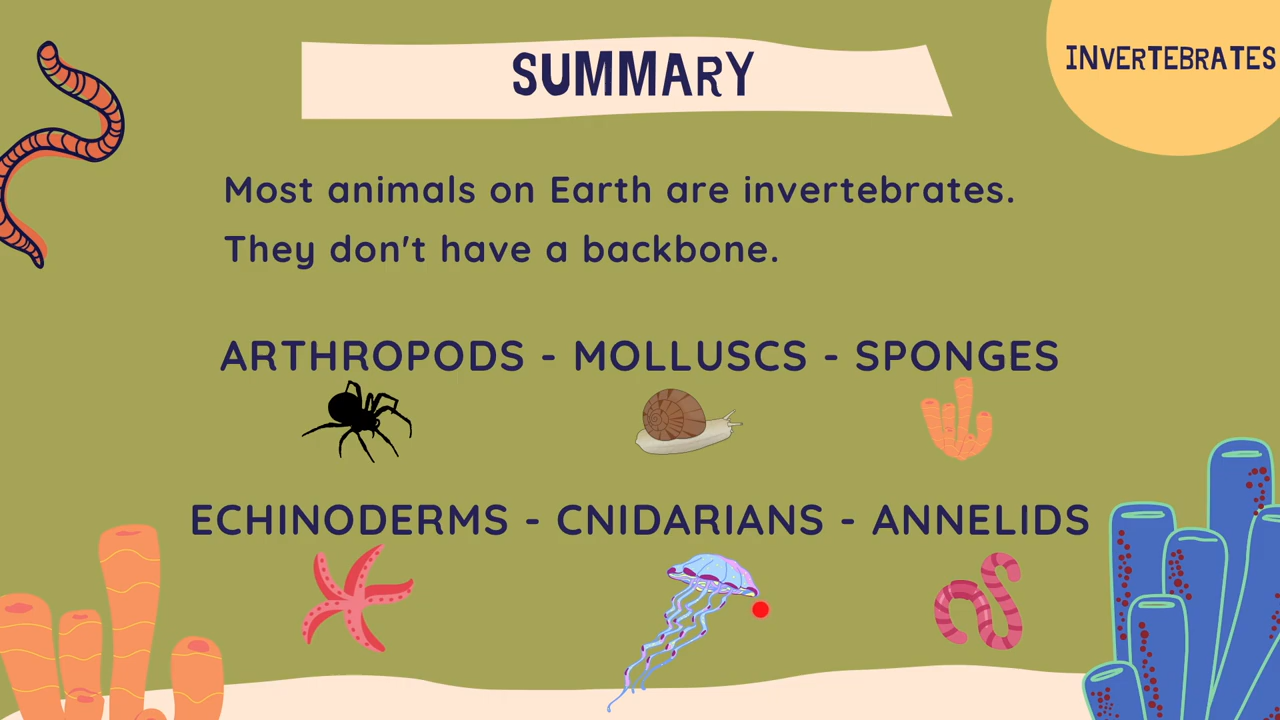 SUMMARY
INVERTEBRATES
Most animals on Earth are invertebrates.
They don't have a backbone.
ARTHROPODS - MOLLUSCS - SPONGES
ECHINODERMS - CNIDARIANS - ANNELIDS